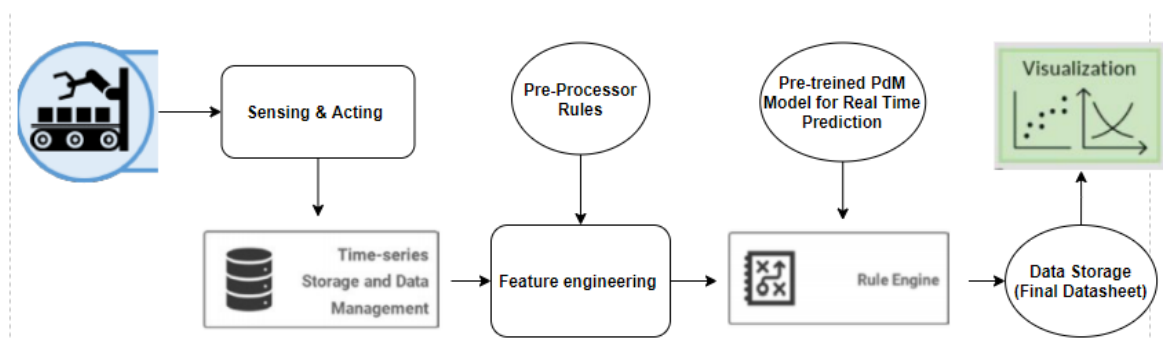 Sensing & Acting
Pre-Processor
Rules
Pre-treined PdM
Model for Real Time
Prediction
Visualization
Time-series
Storage and Data
Management
Feature engineering
Rule Engine
Data Storage
(Final Datasheet)